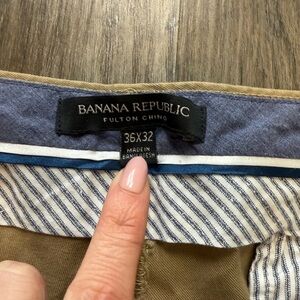 BANANA REPUBLIC
FULTON CHINO
36X32
MADE IN
BANGLADESH